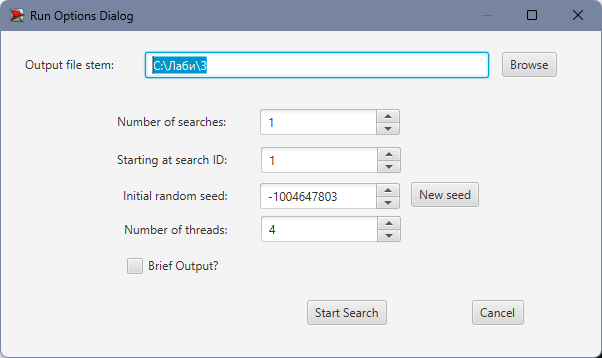 Run Options Dialog
Output file stem: C:\Лаби\3 Browse
Number of searches: 1
Starting at search ID: 1
Initial random seed: -1004647803 New seed
Number of threads: 4
Brief Output?
Start Search Cancel